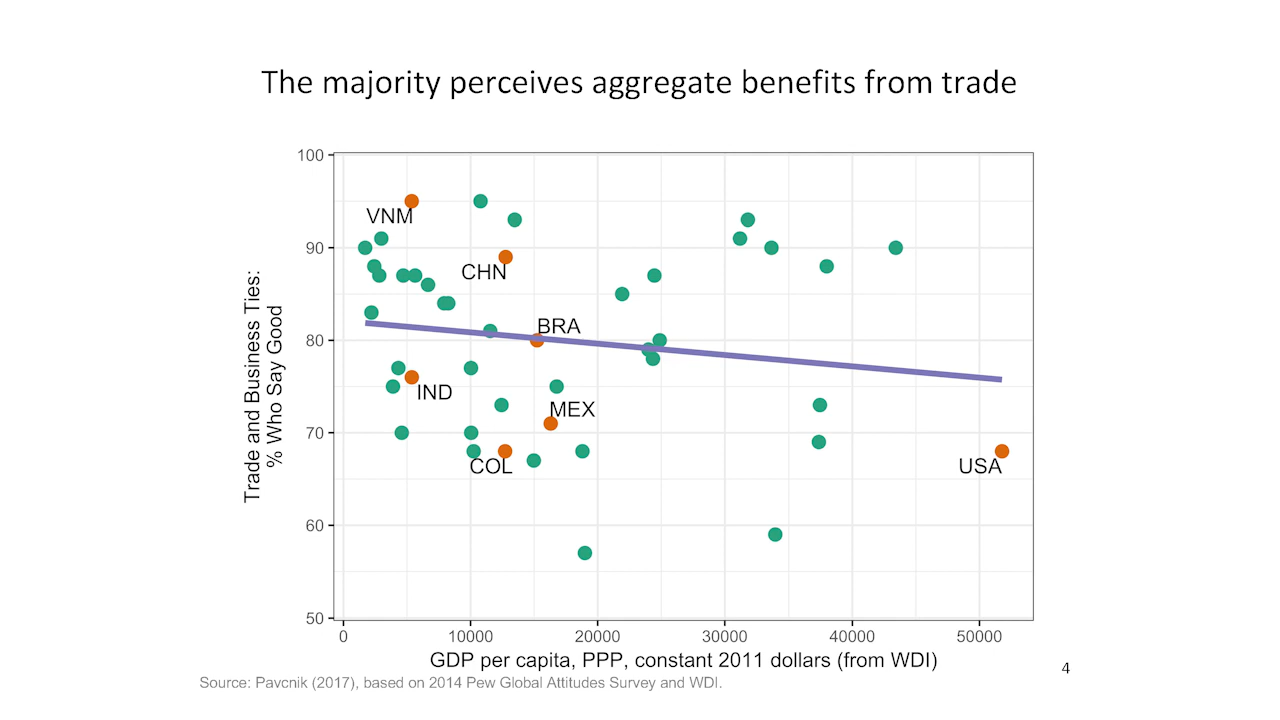 The majority perceives aggregate benefits from trade
Trade and Business Ties:
% Who Say Good
100
90
80
70
60
50
VNM
CHN
BRA
IND
MEX
COL
USA
0 10000 20000 30000 40000 50000
GDP per capita, PPP, constant 2011 dollars (from WDI)
4
Source: Pavcnik (2017), based on 2014 Pew Global Attitudes Survey and WDI.